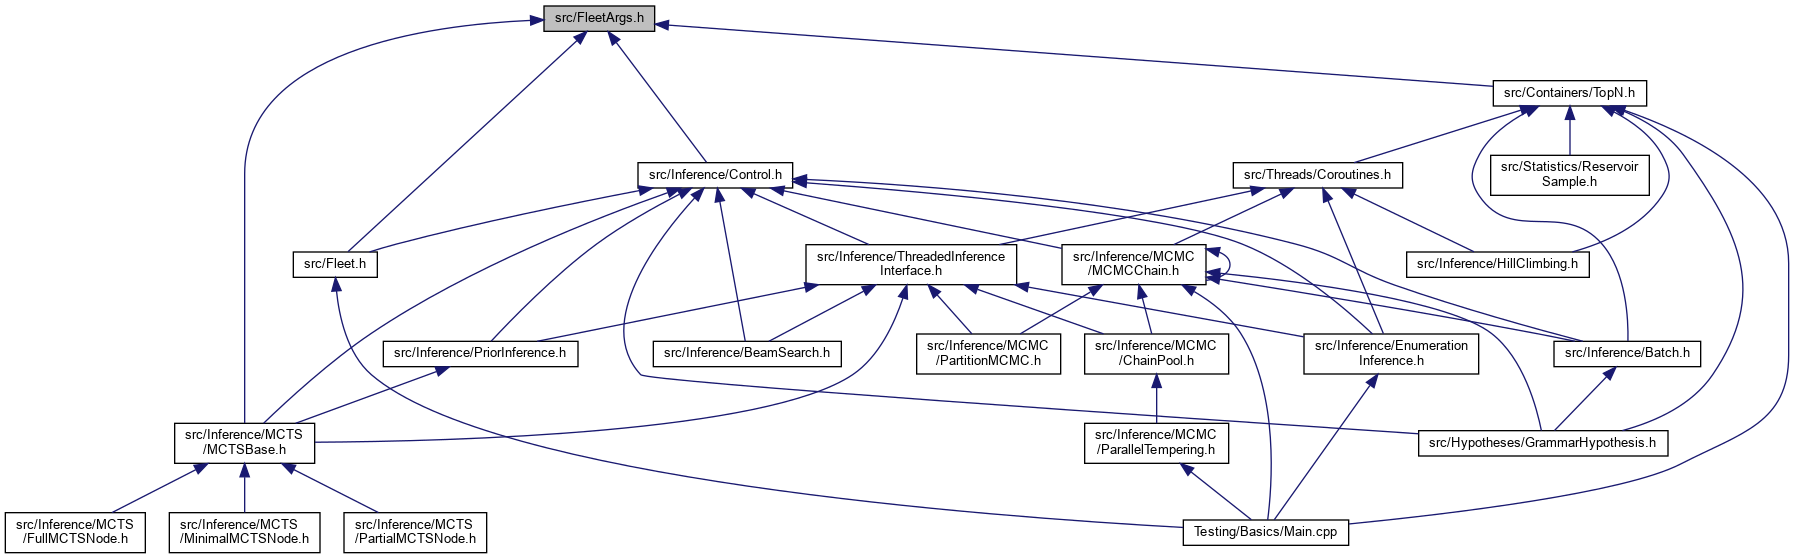 src/FleetArgs.h
src/Containers/TopN.h
src/Inference/Control.h
src/Threads/Coroutines.h
src/Statistics/Reservoir
Sample.h
src/Fleet.h
src/Inference/ThreadedInference
Interface.h
src/Inference/MCMC
/MCMCChain.h
src/Inference/HillClimbing.h
src/Inference/PriorInference.h
src/Inference/BeamSearch.h
src/Inference/MCMC
/PartitionMCMC.h
src/Inference/MCMC
/ChainPool.h
src/Inference/Enumeration
Inference.h
src/Inference/Batch.h
src/Inference/MCTS
/MCTSBase.h
src/Inference/MCMC
/ParallelTempering.h
src/Hypotheses/GrammarHypothesis.h
src/Inference/MCTS
/FullMCTSNode.h
src/Inference/MCTS
/MinimalMCTSNode.h
src/Inference/MCTS
/PartialMCTSNode.h
Testing/Basics/Main.cpp